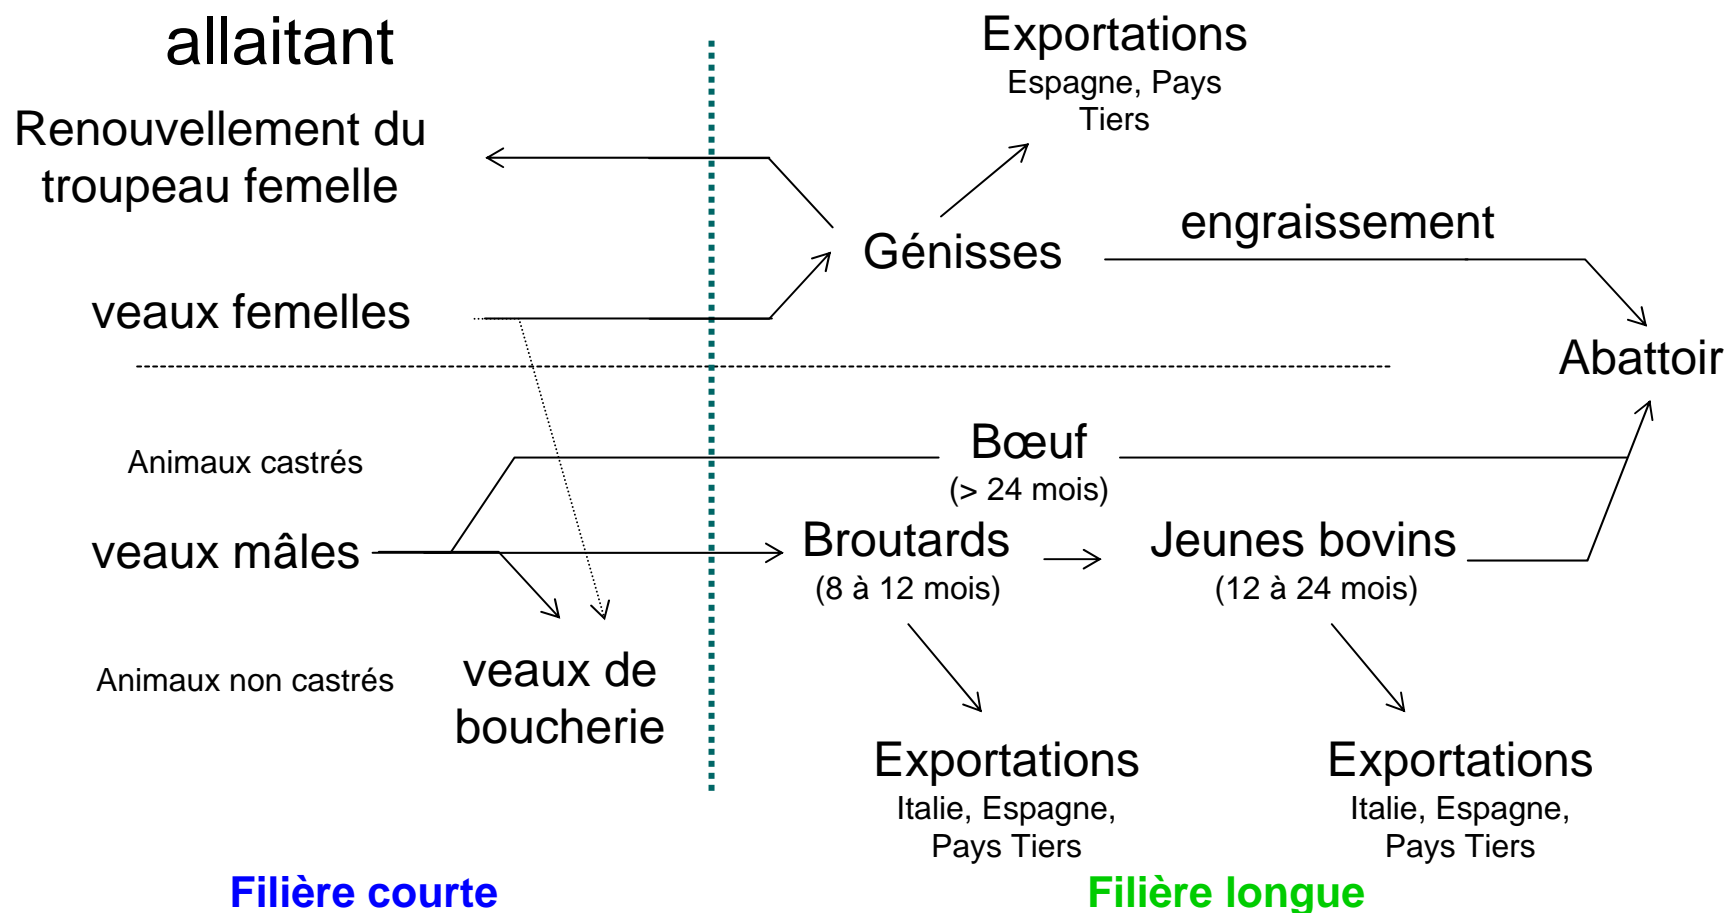 allaitant
Exportations
Espagne, Pays
Tiers
Renouvellement du
troupeau femelle
Génisses
engraissement
veaux femelles
Abattoir
Animaux castrés
Bœuf
(> 24 mois)
veaux mâles
Broutards
(8 à 12 mois)
Jeunes bovins
(12 à 24 mois)
Animaux non castrés
veaux de
boucherie
Exportations
Italie, Espagne,
Pays Tiers
Exportations
Italie, Espagne,
Pays Tiers
Filière courte
Filière longue